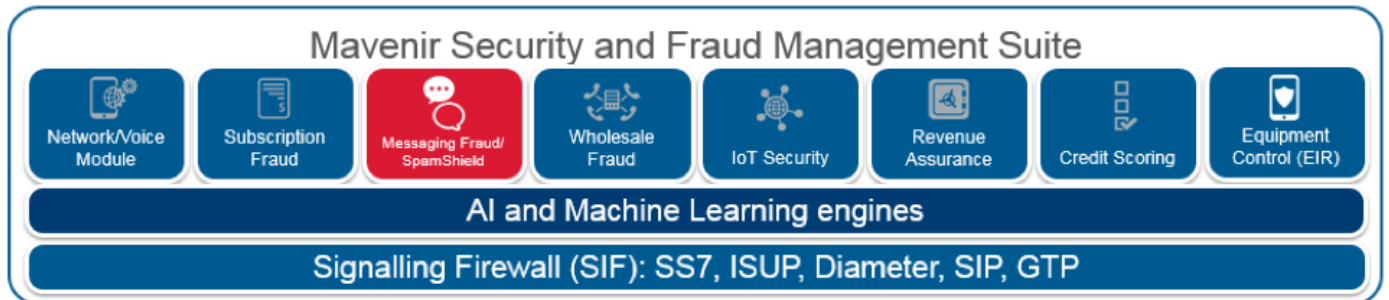 Mavenir Security and Fraud Management Suite
Network/Voice
Module
Subscription
Fraud
Messaging Fraud/
SpamShield
Wholesale
Fraud
IoT Security
Revenue
Assurance
Credit Scoring
Equipment
Control (EIR)
AI and Machine Learning engines
Signalling Firewall (SIF): SS7, ISUP, Diameter, SIP, GTP